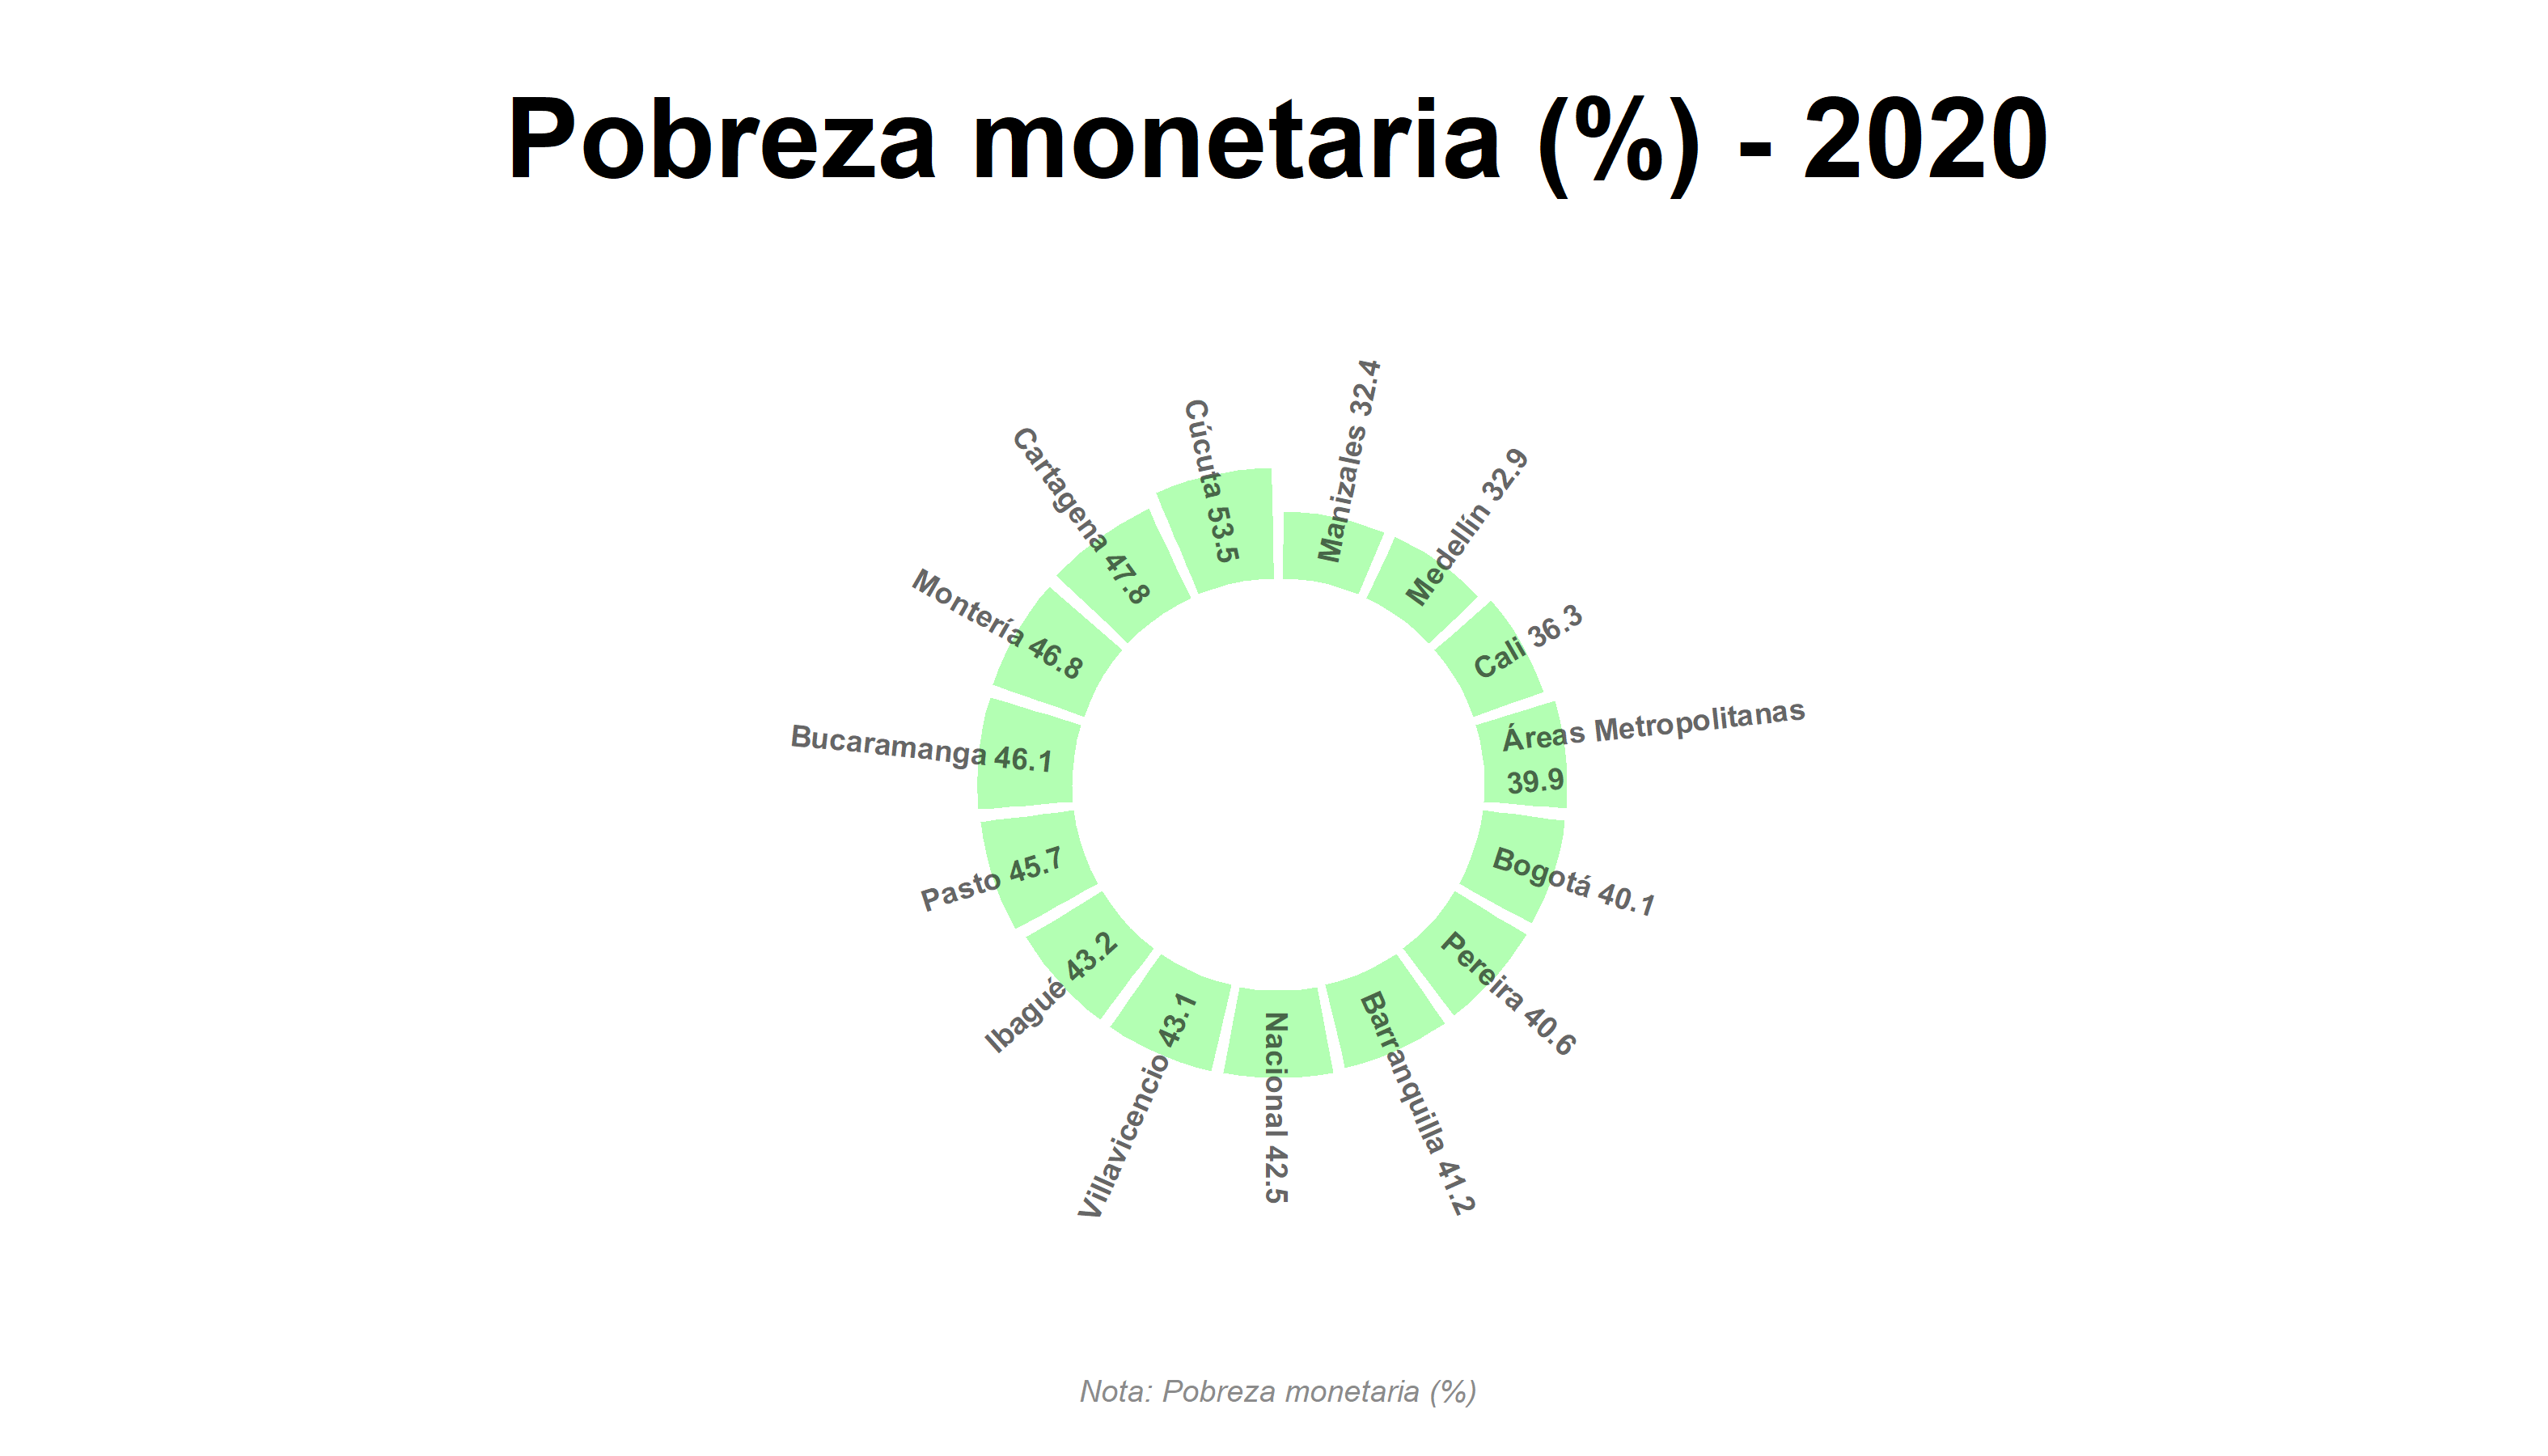 Pobreza monetaria (%) - 2020
Manizales 32.4
Medellín 32.9
Cali 36.3
Áreas Metropolitanas
39.9
Bogotá 40.1
Pereira 40.6
Barranquilla 41.2
Nacional 42.5
Villavicencio 43.1
Ibagué 43.2
Pasto 45.7
Bucaramanga 46.1
Montería 46.8
Cartagena 47.8
Cúcuta 53.5
Nota: Pobreza monetaria (%)